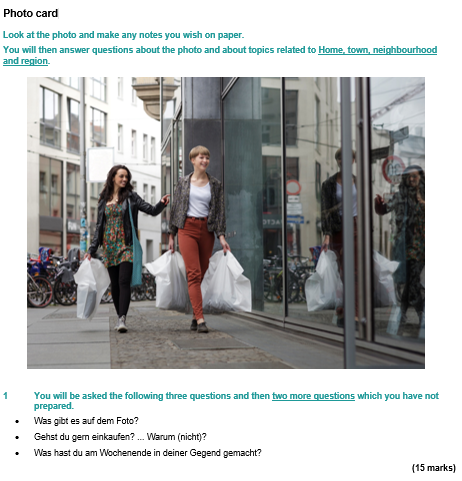 Photo card
Look at the photo and make any notes you wish on paper.
You will then answer questions about the photo and about topics related to Home, town, neighbourhood
and region.
1 You will be asked the following three questions and then two more questions which you have not
prepared.
• Was gibt es auf dem Foto?
• Gehst du gern einkaufen? ... Warum (nicht)?
• Was hast du am Wochenende in deiner Gegend gemacht?
(15 marks)